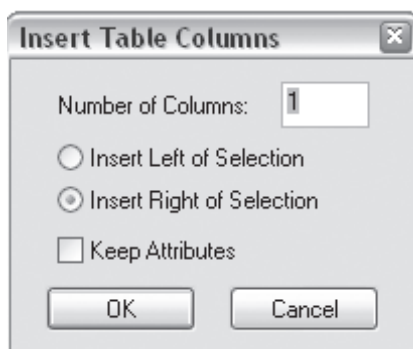 Insert Table Columns
Number of Columns: 1
Insert Left of Selection
Insert Right of Selection
Keep Attributes
OK Cancel